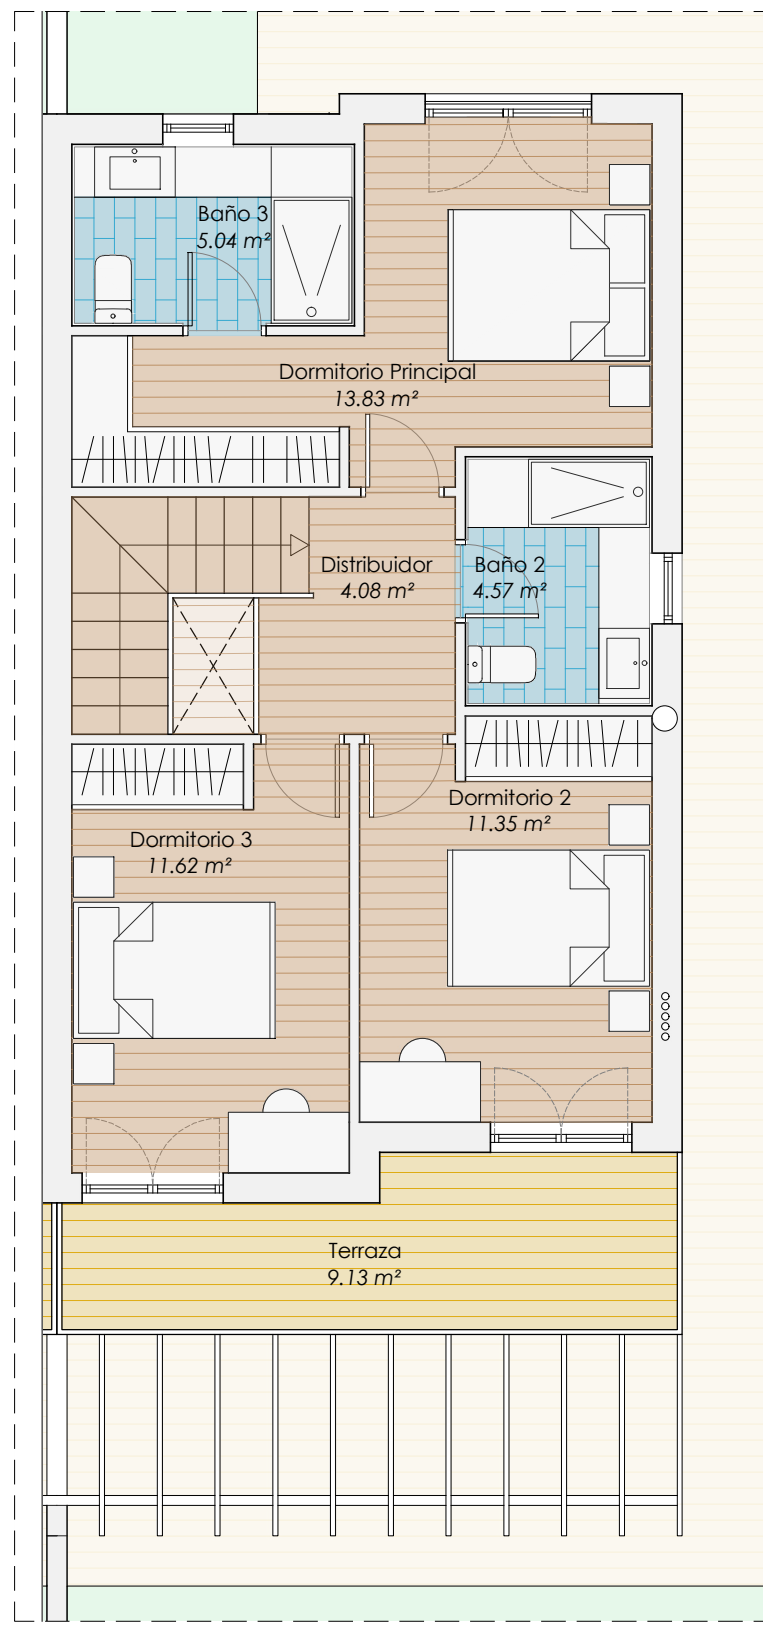 Baño 3
5.04 m²
Dormitorio Principal
13.83 m²
Distribuidor
4.08 m²
Baño 2
4.57 m²
Dormitorio 2
11.35 m²
Dormitorio 3
11.62 m²
Terraza
9.13 m²